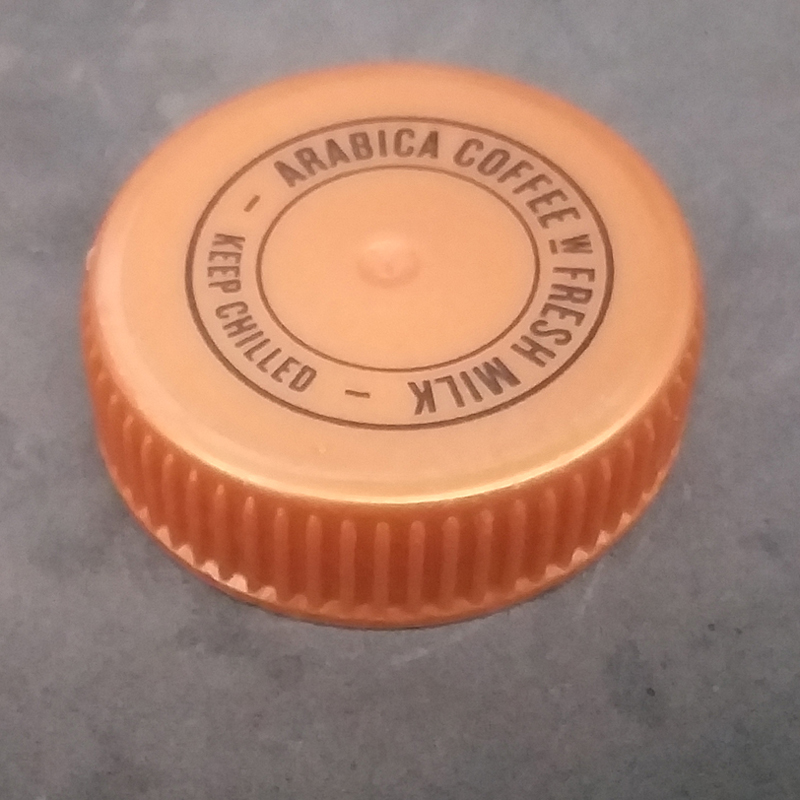 ARABICA COFFEE W FRESH MILK
KEEP CHILLED